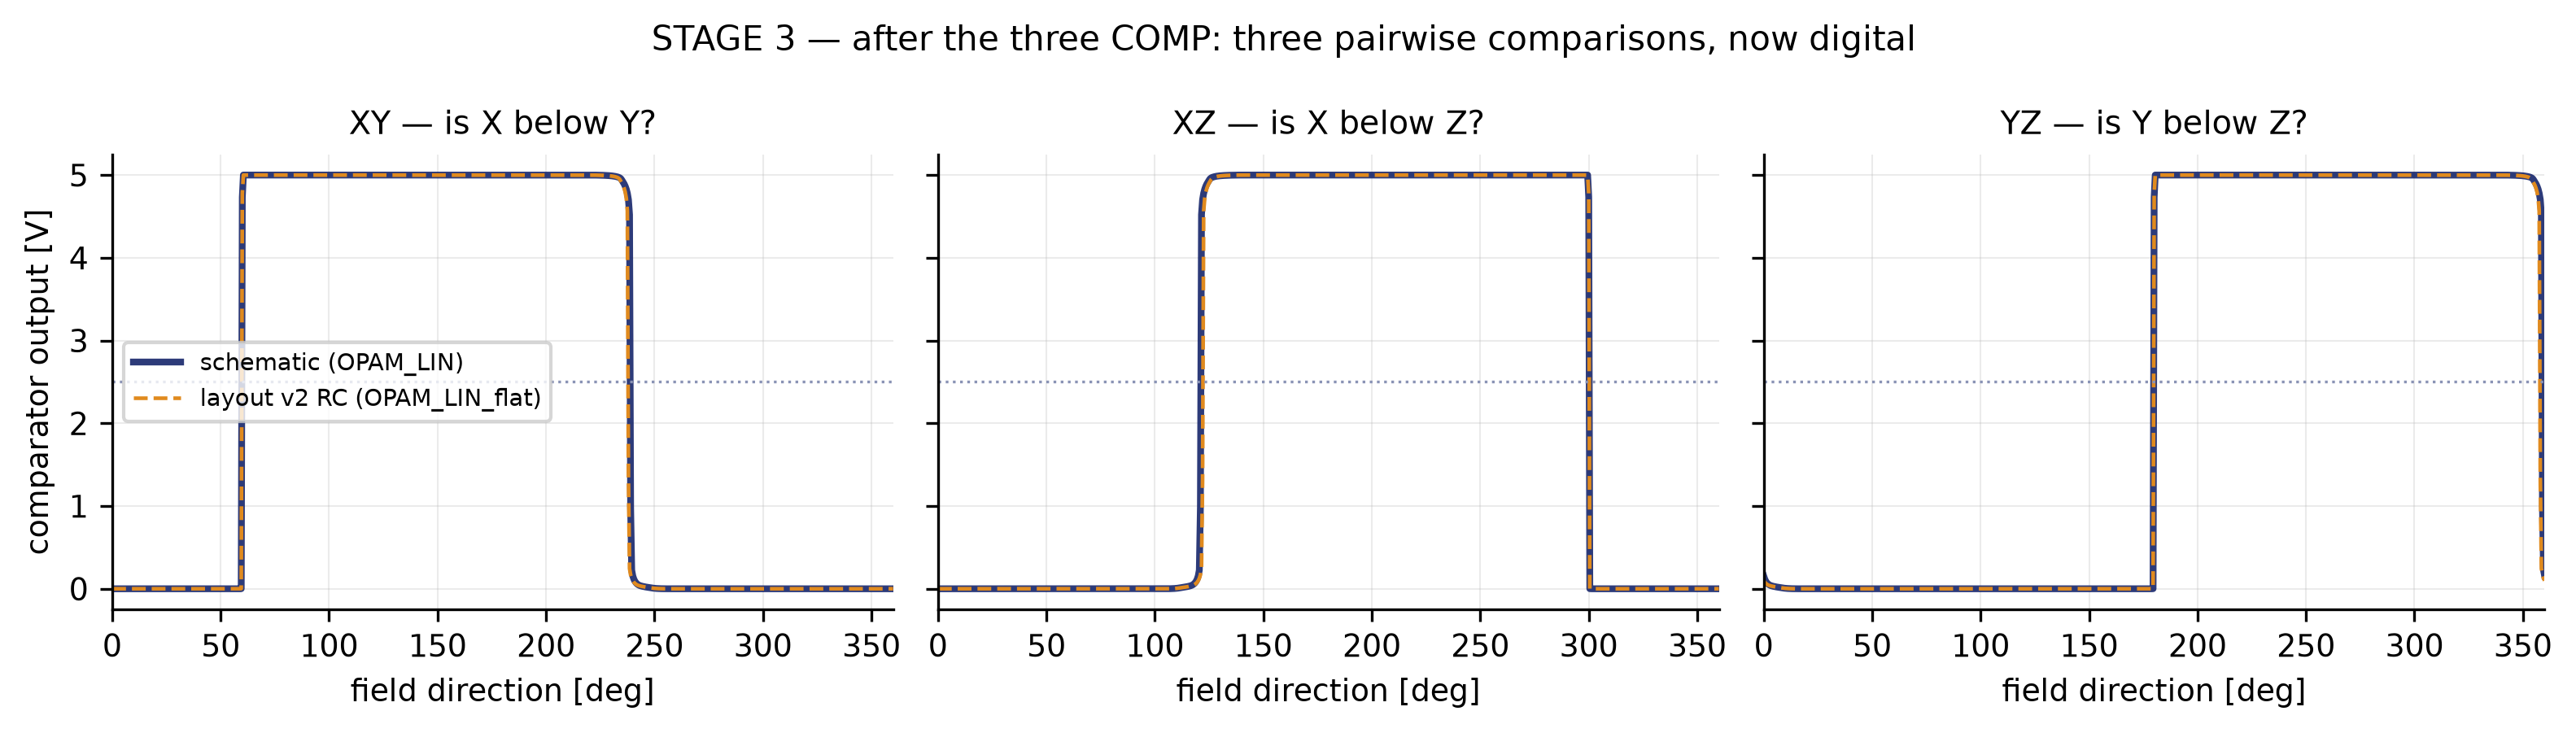 STAGE 3 — after the three COMP: three pairwise comparisons, now digital
XY — is X below Y?
XZ — is X below Z?
YZ — is Y below Z?
comparator output [V]
5
4
3
2
1
0
schematic (OPAM_LIN)
layout v2 RC (OPAM_LIN_flat)
0 50 100 150 200 250 300 350
0 50 100 150 200 250 300 350
0 50 100 150 200 250 300 350
field direction [deg]
field direction [deg]
field direction [deg]